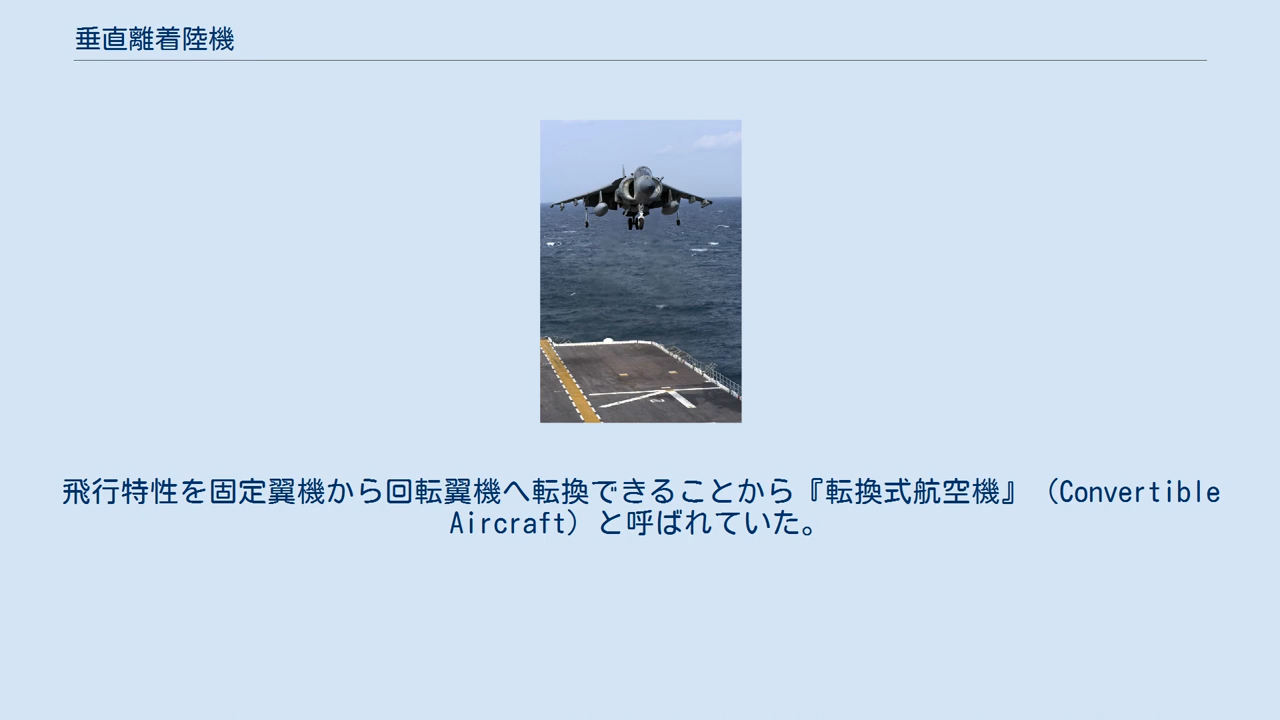 垂直離着陸機
飛行特性を固定翼機から回転翼機へ転換できることから『転換式航空機』（Convertible
Aircraft）と呼ばれていた。